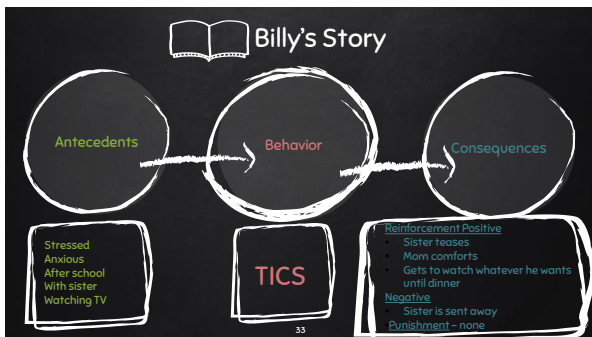 Billy's Story
Antecedents
Behavior
Consequences
Stressed
Anxious
After school
With sister
Watching TV
TICS
Reinforcement Positive
• Sister teases
• Mom comforts
• Gets to watch whatever he wants
until dinner
Negative
• Sister is sent away
Punishment – none
33